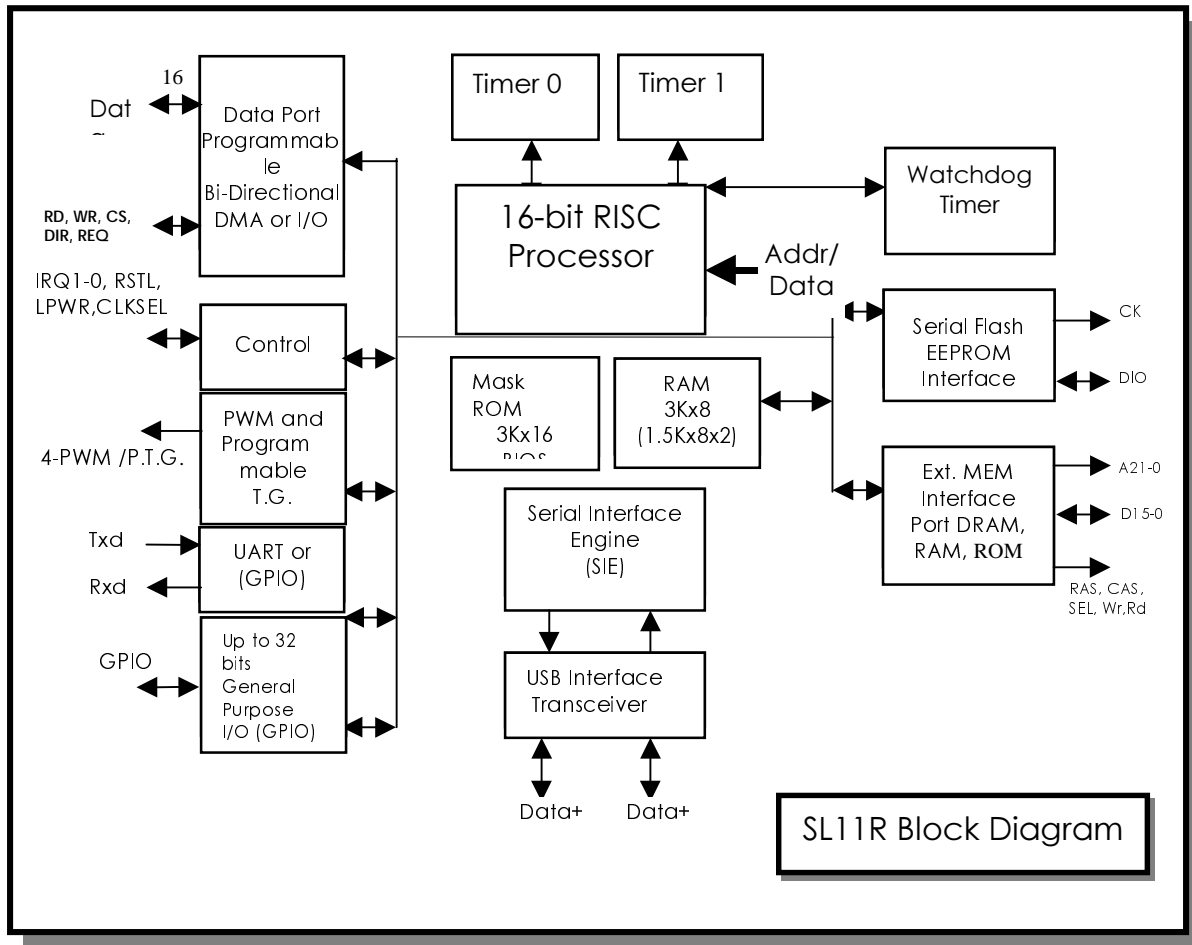 16
Dat
Data Port
Programmab
le
Bi-Directional
DMA or I/O
RD, WR, CS,
DIR, REQ
IRQ1-0, RSTL,
LPWR,CLKSEL
Control
PWM and
Program
mable
T.G.
4-PWM /P.T.G.
Txd
Rxd
UART or
(GPIO)
GPIO
Up to 32
bits
General
Purpose
I/O (GPIO)
Timer 0
Timer 1
16-bit RISC
Processor
Watchdog
Timer
Addr/
Data
Mask
ROM
3Kx16
BIOS
RAM
3Kx8
(1.5Kx8x2)
Serial Flash
EEPROM
Interface
CK
DIO
Ext. MEM
Interface
Port DRAM,
RAM, ROM
A21-0
D15-0
RAS, CAS,
SEL, Wr,Rd
Serial Interface
Engine
(SIE)
USB Interface
Transceiver
Data+
Data+
SL11R Block Diagram